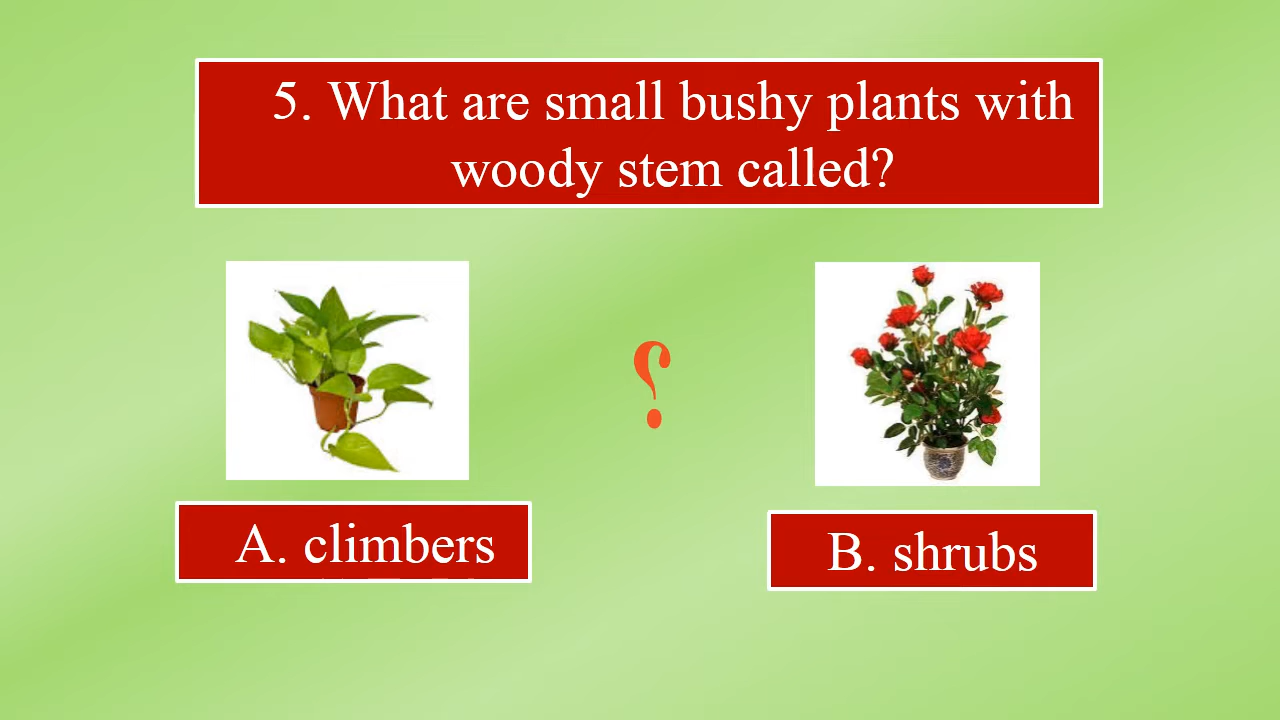 5. What are small bushy plants with
woody stem called?
؟
A. climbers
B. shrubs